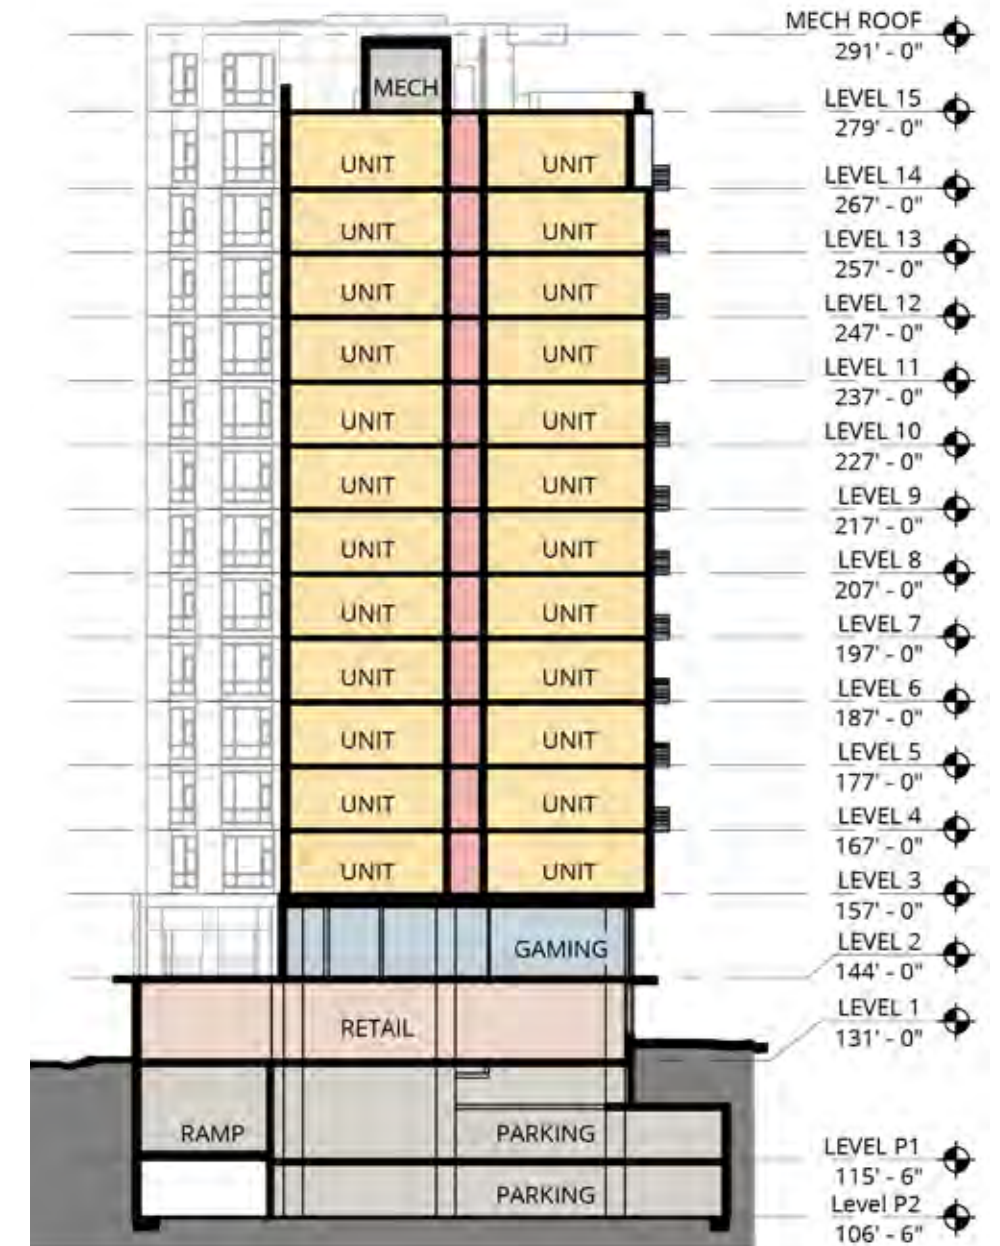 MECH ROOF
291' - 0"
MECH
LEVEL 15
279' - 0"
UNIT UNIT
LEVEL 14
267' - 0"
UNIT UNIT
LEVEL 13
257' - 0"
UNIT UNIT
LEVEL 12
247' - 0"
UNIT UNIT
LEVEL 11
237' - 0"
UNIT UNIT
LEVEL 10
227' - 0"
UNIT UNIT
LEVEL 9
217' - 0"
UNIT UNIT
LEVEL 8
207' - 0"
UNIT UNIT
LEVEL 7
197' - 0"
UNIT UNIT
LEVEL 6
187' - 0"
UNIT UNIT
LEVEL 5
177' - 0"
UNIT UNIT
LEVEL 4
167' - 0"
UNIT UNIT
LEVEL 3
157' - 0"
GAMING
LEVEL 2
144' - 0"
LEVEL 1
131' - 0"
RETAIL
RAMP PARKING
LEVEL P1
115' - 6"
PARKING
Level P2
106' - 6"